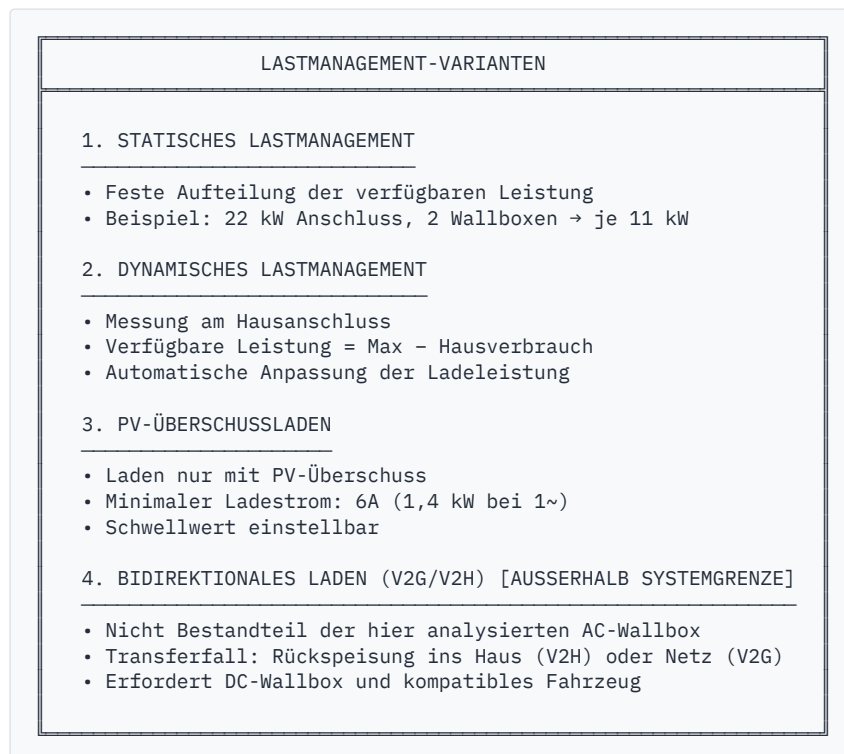 LASTMANAGEMENT-VARIANTEN
1. STATISCHES LASTMANAGEMENT
• Feste Aufteilung der verfügbaren Leistung
• Beispiel: 22 kW Anschluss, 2 Wallboxen → je 11 kW
2. DYNAMISCHES LASTMANAGEMENT
• Messung am Hausanschluss
• Verfügbare Leistung = Max − Hausverbrauch
• Automatische Anpassung der Ladeleistung
3. PV-ÜBERSCHUSSLADEN
• Laden nur mit PV-Überschuss
• Minimaler Ladestrom: 6A (1,4 kW bei 1~)
• Schwellwert einstellbar
4. BIDIREKTIONALES LADEN (V2G/V2H) [AUSSERHALB SYSTEMGRENZE]
• Nicht Bestandteil der hier analysierten AC-Wallbox
• Transferfall: Rückspeisung ins Haus (V2H) oder Netz (V2G)
• Erfordert DC-Wallbox und kompatibles Fahrzeug